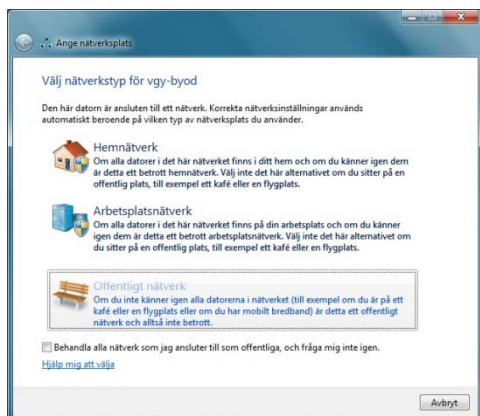 Ange nätverksplats
Välj nätverkstyp för vgy-byod
Den här datorn är ansluten till ett nätverk. Korrekta nätverksinställningar används
automatiskt beroende på vilken typ av nätverksplats du använder.
Hemnätverk
Om alla datorer i det här nätverket finns i ditt hem och om du känner igen dem
är detta ett betrott hemnätverk. Välj inte det här alternativet om du sitter på en
offentlig plats, till exempel ett kafé eller en flygplats.
Arbetsplatsnätverk
Om alla datorer i det här nätverket finns på din arbetsplats och om du känner
igen dem är detta ett betrott arbetsplatsnätverk. Välj inte det här alternativet om
du sitter på en offentlig plats, till exempel ett kafé eller en flygplats.
Offentligt nätverk
Om du inte känner igen alla datorerna i nätverket (till exempel om du är på ett
kafé eller en flygplats eller om du har mobilt bredband) är detta ett offentligt
nätverk och alltså inte betrott.
Behandla alla nätverk som jag ansluter till som offentliga, och fråga mig inte igen.
Hjälp mig att välja
Avbryt